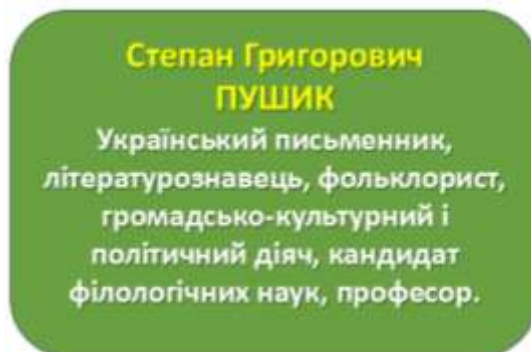 Степан Григорович
ПУШИК
Український письменник,
літературознавець, фольклорист,
громадсько-культурний і
політичний діяч, кандидат
філологічних наук, професор.